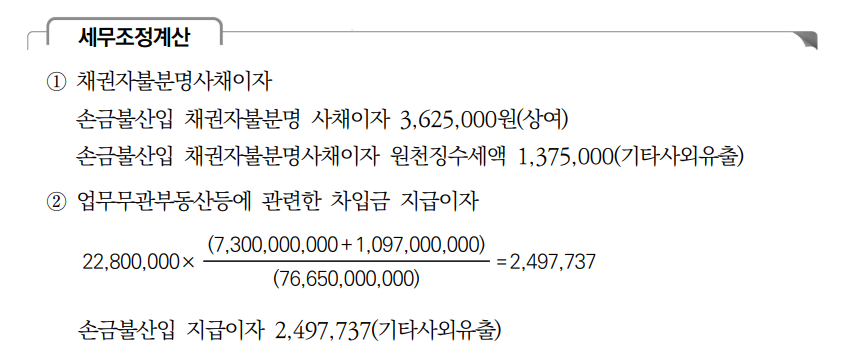 세무조정계산
① 채권자불분명사채이자
손금불산입 채권자불분명 사채이자 3,625,000원(상여)
손금불산입 채권자불분명사채이자 원천징수세액 1,375,000(기타사외유출)
② 업무무관부동산등에 관련한 차입금 지급이자
22,800,000× (7,300,000,000+1,097,000,000) =2,497,737
(76,650,000,000)
손금불산입 지급이자 2,497,737(기타사외유출)